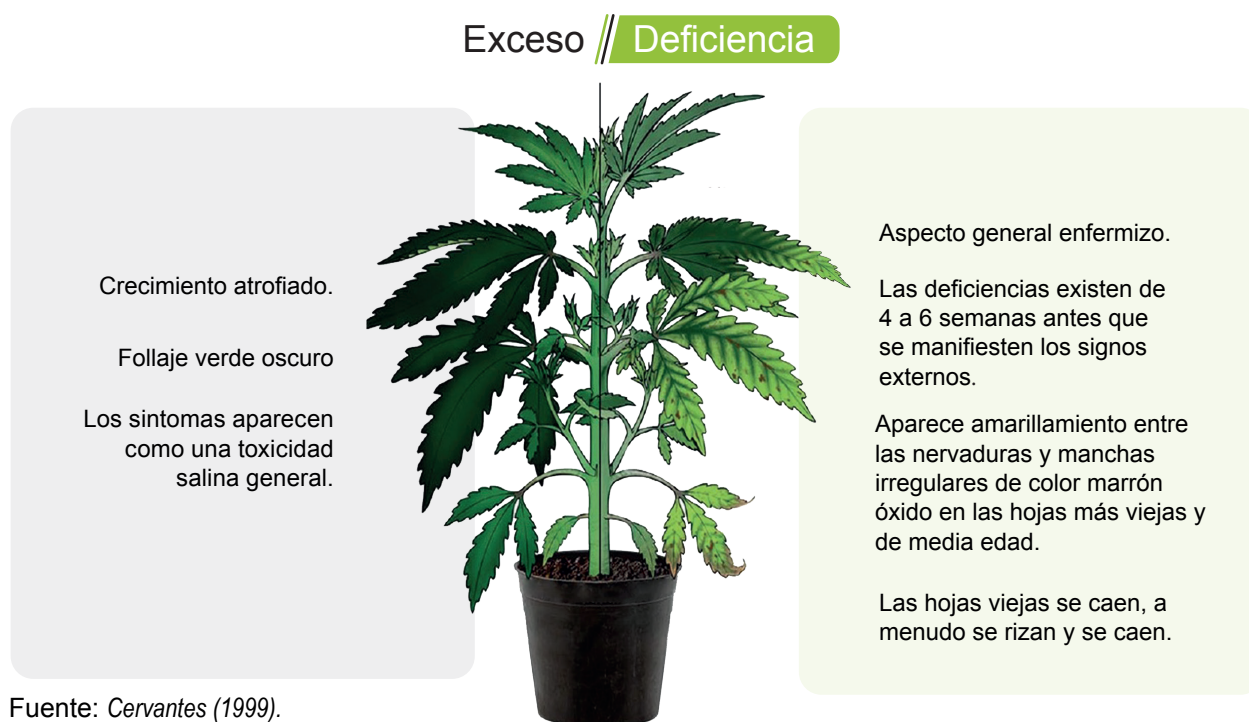 Exceso // Deficiencia
Crecimiento atrofiado.
Follaje verde oscuro
Los sintomas aparecen
como una toxicidad
salina general.
Aspecto general enfermizo.
Las deficiencias existen de
4 a 6 semanas antes que
se manifiesten los signos
externos.
Aparece amarillamiento entre
las nervaduras y manchas
irregulares de color marrón
óxido en las hojas más viejas y
de media edad.
Las hojas viejas se caen, a
menudo se rizan y se caen.
Fuente: Cervantes (1999).